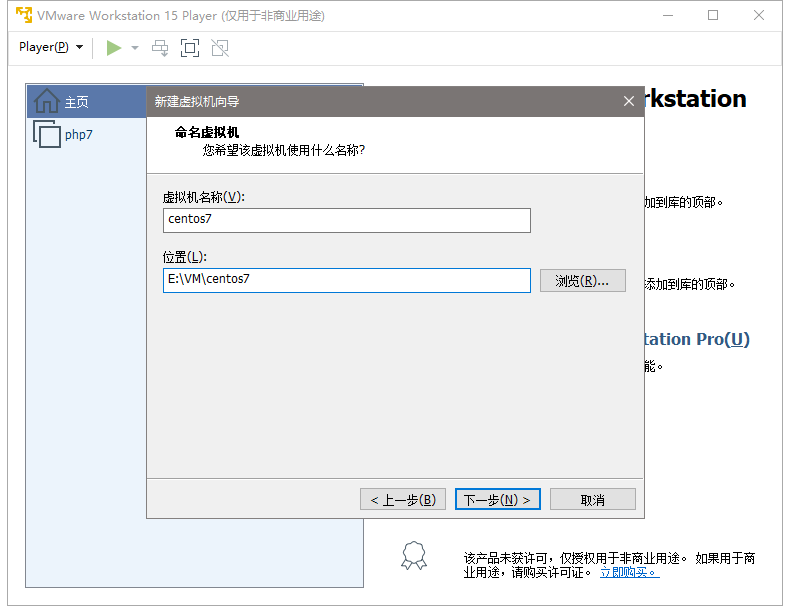 VMware Workstation 15 Player (仅用于非商业用途)
Player(P)
主页
php7
新建虚拟机向导
命名虚拟机
您希望该虚拟机使用什么名称?
虚拟机名称(V):
centos7
位置(L):
E:\VM\centos7
浏览(R)...
< 上一步(B)
下一步(N) >
取消
rkstation
加到库的顶部。
添加到库的顶部。
tation Pro(U)
能。
该产品未获许可，仅授权用于非商业用途。 如果用于商
业用途，请购买许可证。 立即购买。